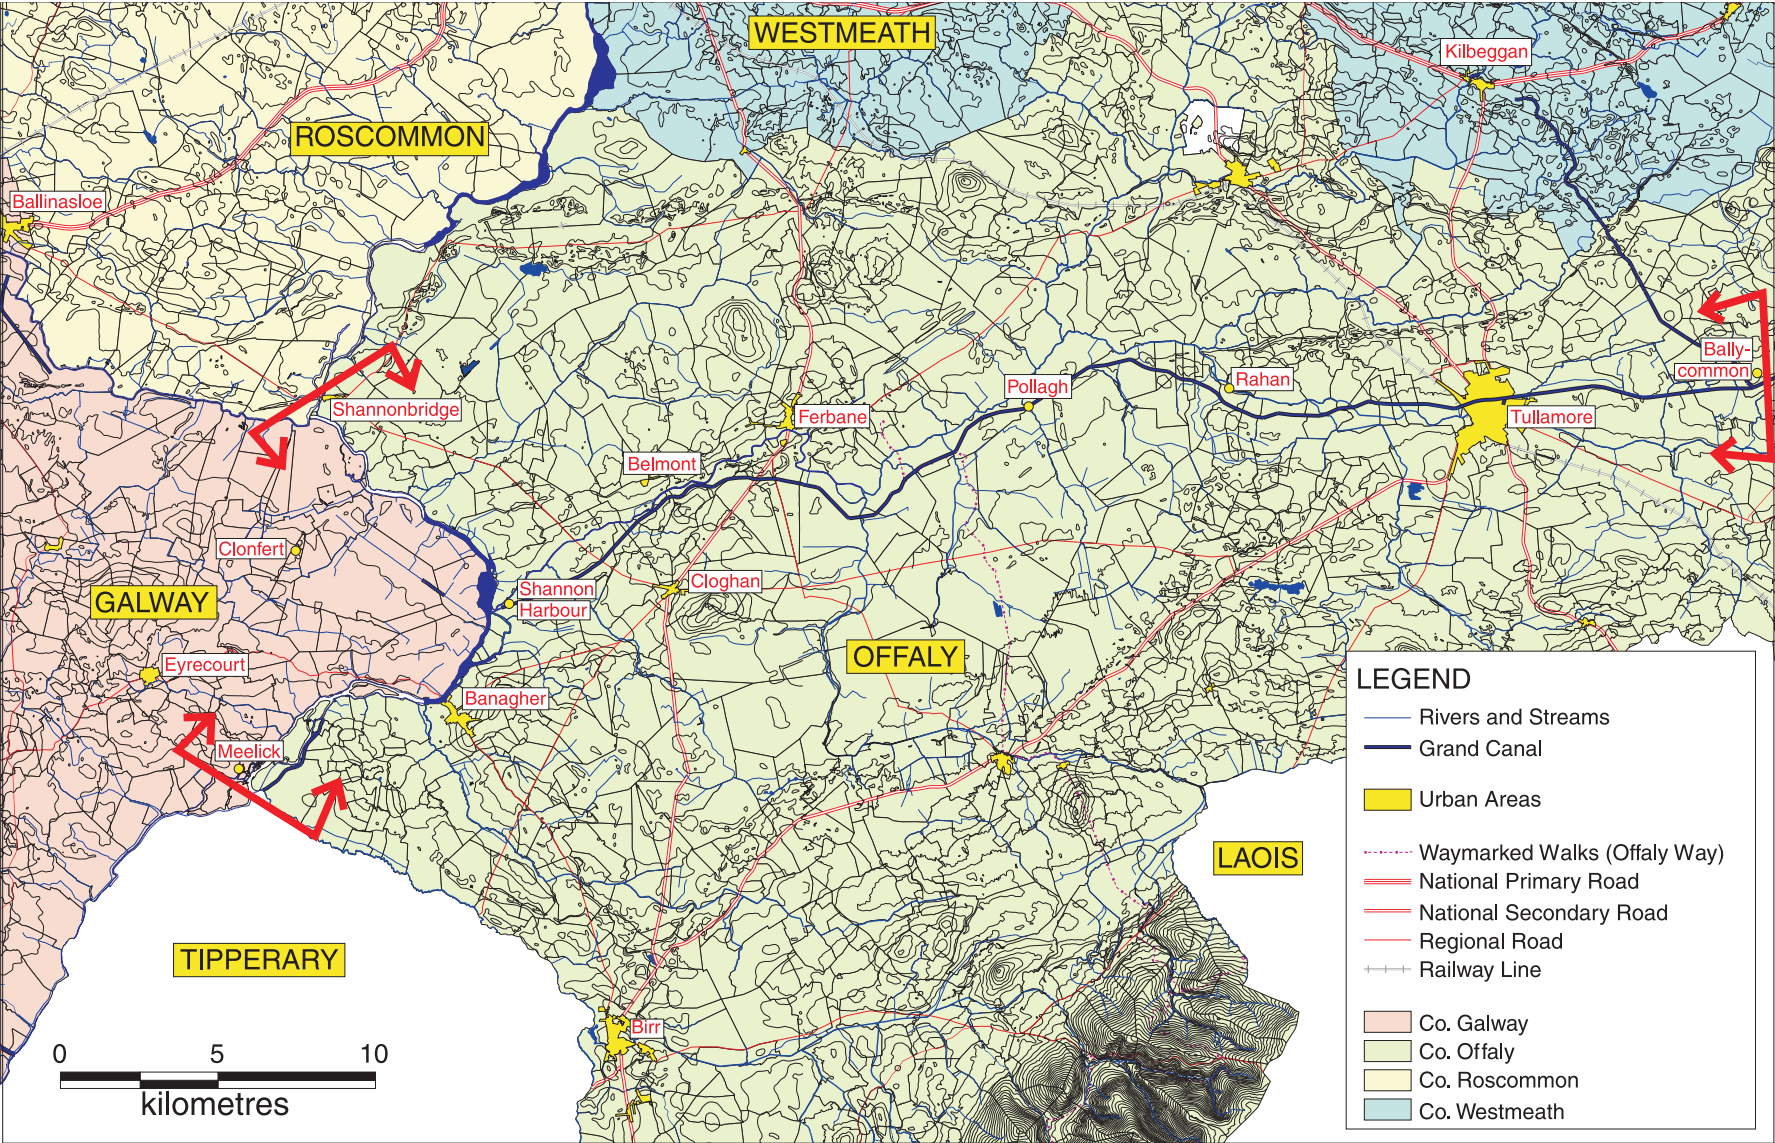 WESTMEATH
Kilbeggan
ROSCOMMON
Ballinasloe
Bally-
common
Rahan
Pollagh
Shannonbridge
Ferbane
Tullamore
Belmont
Clonfert
Shannon
Harbour
Cloghan
GALWAY
OFFALY
Eyrecourt
Banagher
Meelick
LAOIS
TIPPERARY
Birr
0 5 10
kilometres
LEGEND
Rivers and Streams
Grand Canal
Urban Areas
Waymarked Walks (Offaly Way)
National Primary Road
National Secondary Road
Regional Road
Railway Line
Co. Galway
Co. Offaly
Co. Roscommon
Co. Westmeath